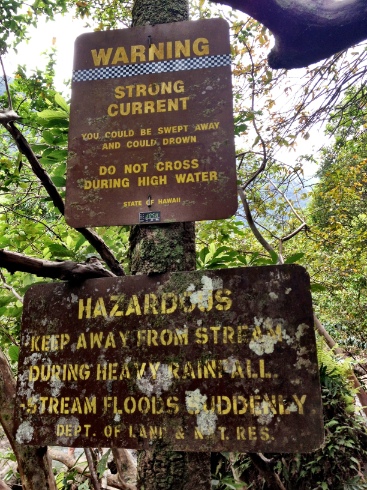 WARNING
STRONG
CURRENT
YOU COULD BE SWEPT AWAY
AND COULD DROWN
DO NOT CROSS
DURING HIGH WATER
STATE OF HAWAII
HAZARDOUS
KEEP AWAY FROM STREAM
DURING HEAVY RAINFALL.
STREAM FLOODS SUDDENLY
DEPT. OF LAND & NAT. RES.